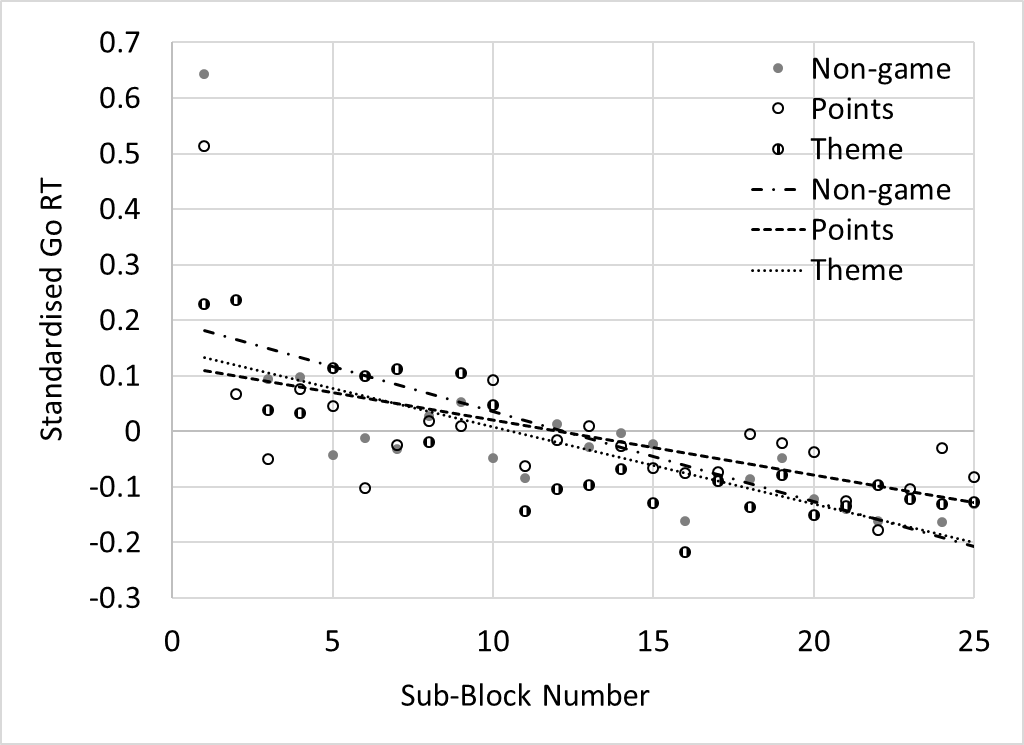 0.7
0.6
0.5
0.4
0.3
0.2
0.1
0
-0.1
-0.2
-0.3
Standardised Go RT
Non-game
Points
Theme
Non-game
Points
Theme
0 5 10 15 20 25
Sub-Block Number